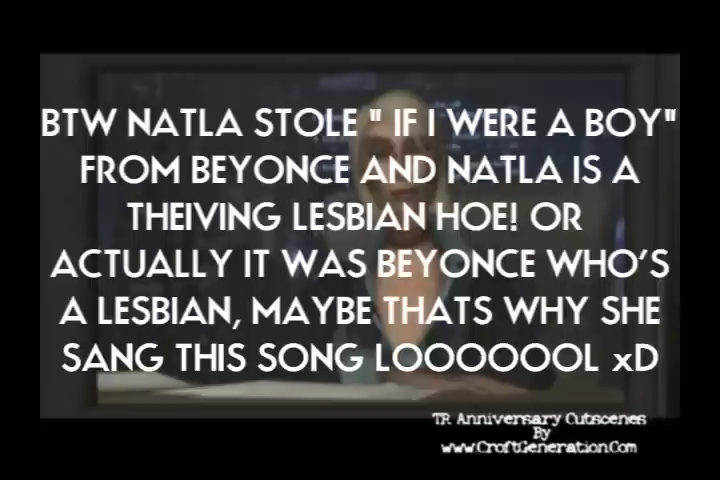 BTW NATLA STOLE " IF I WERE A BOY"
FROM BEYONCE AND NATLA IS A
THEIVING LESBIAN HOE! OR
ACTUALLY IT WAS BEYONCE WHO'S
A LESBIAN, MAYBE THATS WHY SHE
SANG THIS SONG LOOOOOOL xD
TR Anniversary Cutscenes
By
www.CroftGeneration.Com